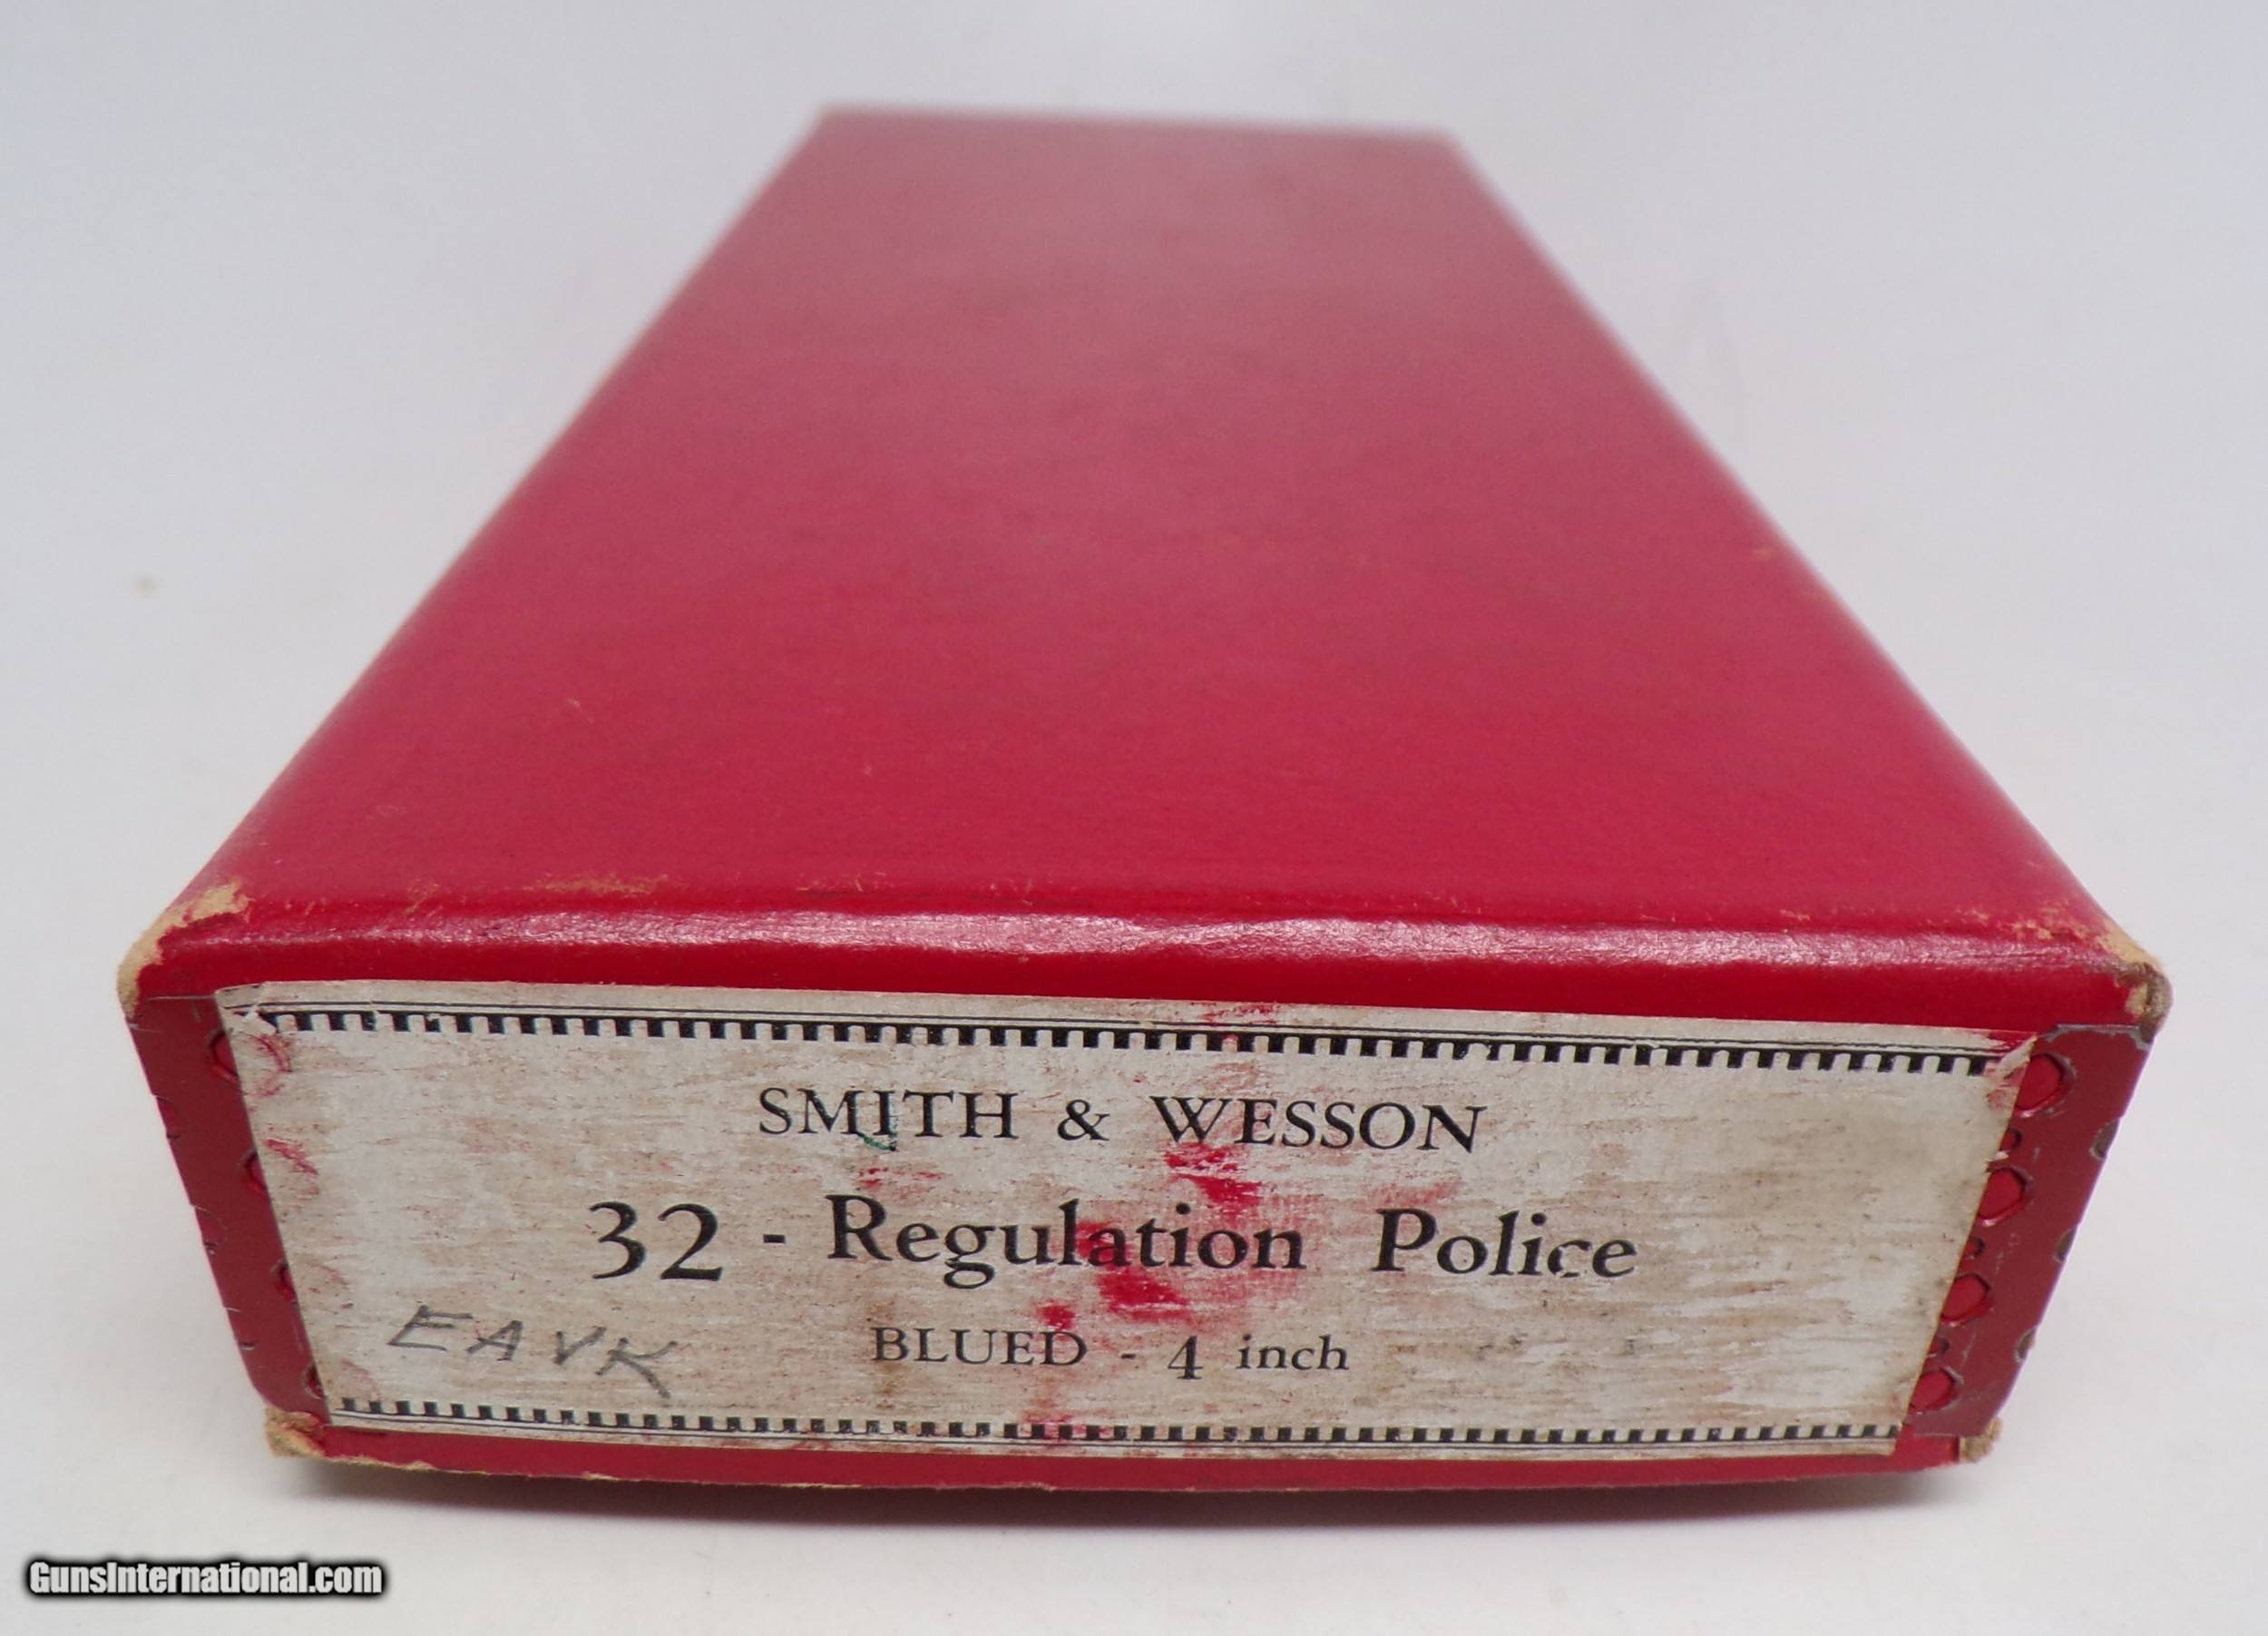 SMITH & WESSON
32 - Regulation Police
EAVK
BLUED - 4 inch
GunsInternational.com